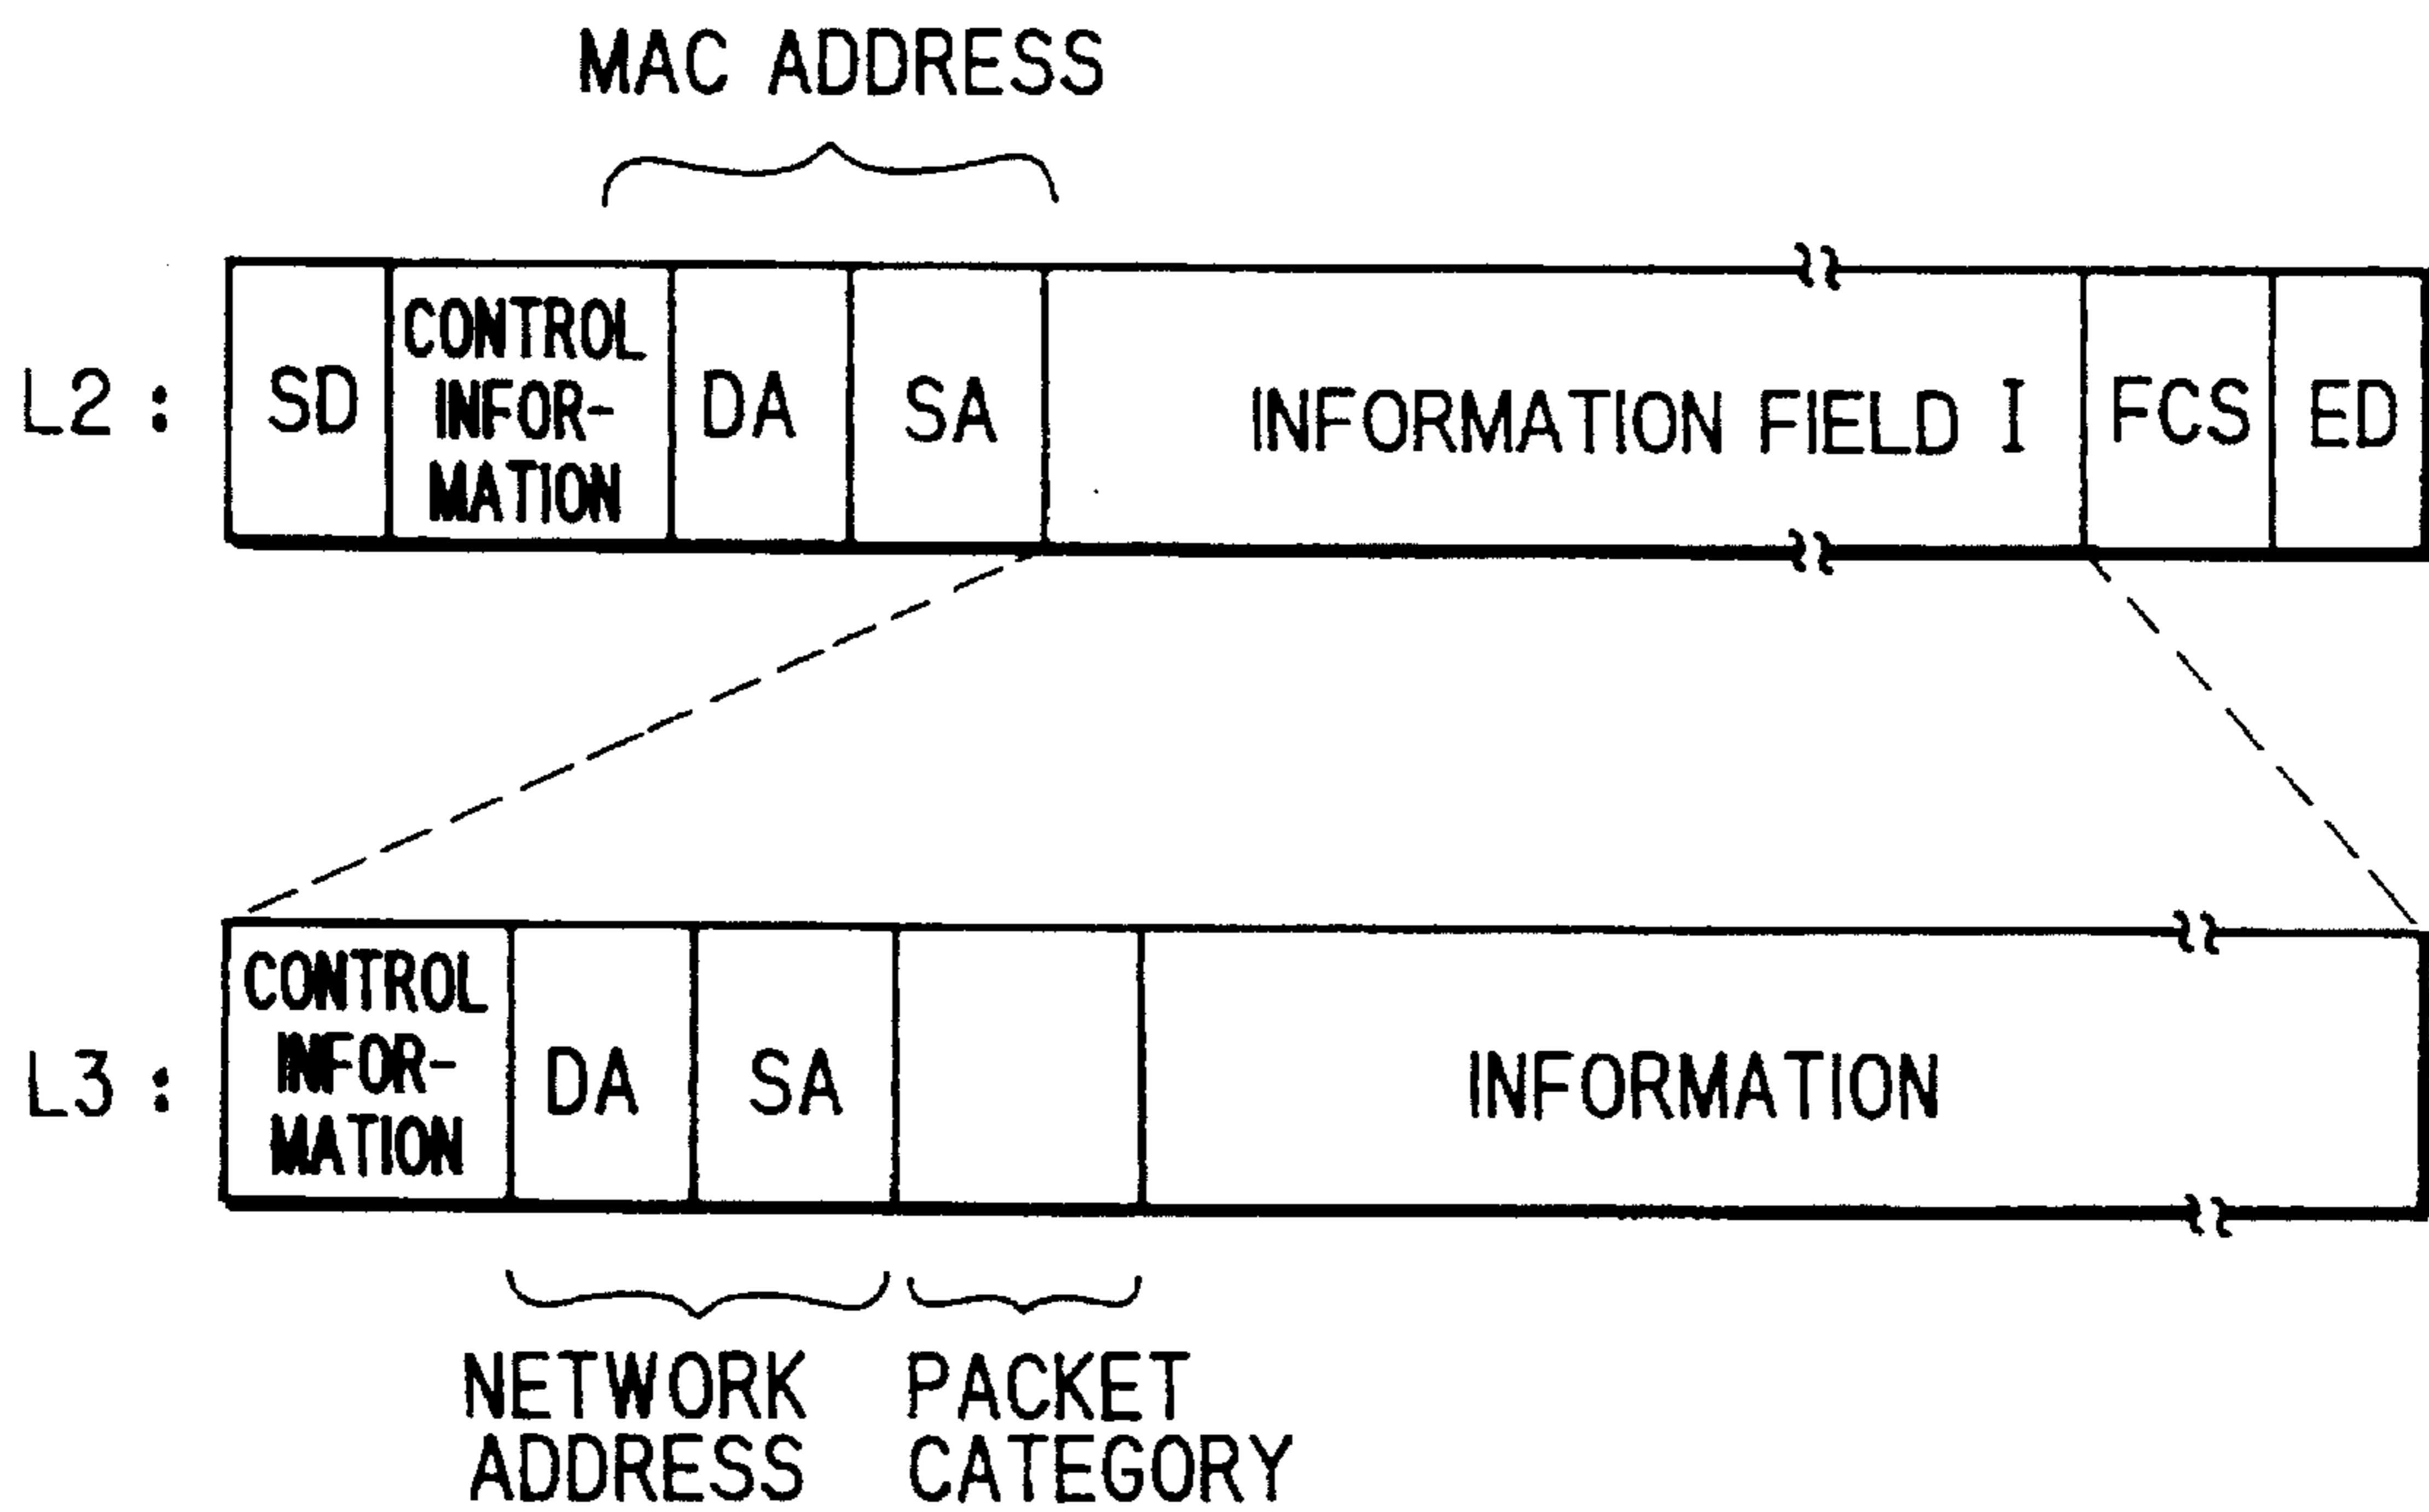 MAC ADDRESS
L2 : SD CONTROL INFOR- MATION DA SA INFORMATION FIELD I FCS ED
L3 : CONTROL INFOR- MATION DA SA INFORMATION
NETWORK ADDRESS
PACKET CATEGORY